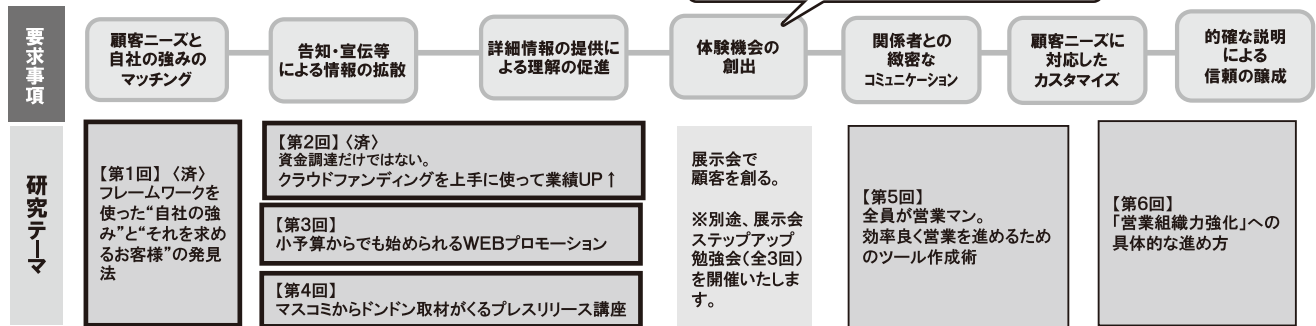 要求事項
顧客ニーズと
自社の強みの
マッチング
告知・宣伝等
による情報の拡散
詳細情報の提供に
よる理解の促進
体験機会の
創出
関係者との
緻密な
コミュニケーション
顧客ニーズに
対応した
カスタマイズ
的確な説明
による
信頼の醸成
研究テーマ
【第1回】〈済〉
フレームワークを
使った“自社の強
み”と“それを求め
るお客様”の発見
法
【第2回】〈済〉
資金調達だけではない。
クラウドファンディングを上手に使って業績UP↑
【第3回】
小予算からでも始められるWEBプロモーション
【第4回】
マスコミからドンドン取材がくるプレスリリース講座
展示会で
顧客を創る。
※別途、展示会
ステップアップ
勉強会(全3回)
を開催いたしま
す。
【第5回】
全員が営業マン。
効率良く営業を進めるため
のツール作成術
【第6回】
「営業組織力強化」への
具体的な進め方